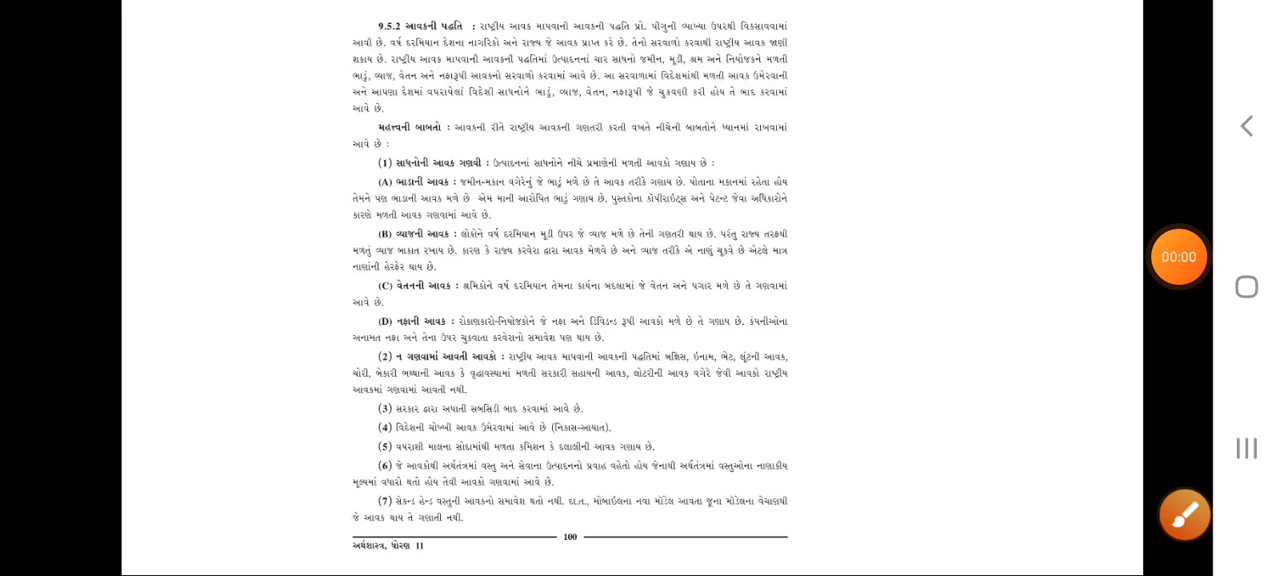 9.5.2 આવકની પદ્ધતિ : રાષ્ટ્રીય આવક માપવાની આવકની પદ્ધતિ પ્રો. પીગુની વ્યાખ્યા ઉપરથી વિકસાવવામાં
આવી છે. વર્ષ દરમિયાન દેશના નાગરિકો અને રાજ્ય જે આવક પ્રાપ્ત કરે છે. તેનો સરવાળો કરવાથી રાષ્ટ્રીય આવક જાણી
શકાય છે. રાષ્ટ્રીય આવક માપવાની આવકની પદ્ધતિમાં ઉત્પાદનનાં ચાર સાધનો જમીન, મૂડી, શ્રમ અને નિયોજકને મળતી
ભાડું, વ્યાજ, વેતન અને નફારૂપી આવકનો સરવાળો કરવામાં આવે છે. આ સરવાળામાં વિદેશમાંથી મળતી આવક ઉમેરવાની
અને આપણા દેશમાં વપરાયેલાં વિદેશી સાધનોને ભાડું, વ્યાજ, વેતન, નફારૂપી જે ચુકવણી કરી હોય તે બાદ કરવામાં
આવે છે.
મહત્ત્વની બાબતો : આવકની રીતે રાષ્ટ્રીય આવકની ગણતરી કરતી વખતે નીચેની બાબતોને ધ્યાનમાં રાખવામાં
આવે છે :
(1) સાધનોની આવક ગણવી : ઉત્પાદનનાં સાધનોને નીચે પ્રમાણેની મળતી આવકો ગણાય છે :
(A) ભાડાની આવક : જમીન-મકાન વગેરેનું જે ભાડું મળે છે તે આવક તરીકે ગણાય છે. પોતાના મકાનમાં રહેતા હોય
તેમને પણ ભાડાની આવક મળે છે એમ માની આરોપિત ભાડું ગણાય છે. પુસ્તકોના કોપીરાઇટ્સ અને પેટન્ટ જેવા અધિકારોને
કારણે મળતી આવક ગણવામાં આવે છે.
(B) વ્યાજની આવક : લોકોને વર્ષ દરમિયાન મૂડી ઉપર જે વ્યાજ મળે છે તેની ગણતરી થાય છે. પરંતુ રાજ્ય તરફથી
મળતું વ્યાજ બાકાત રખાય છે. કારણ કે રાજ્ય કરવેરા દ્વારા આવક મેળવે છે અને વ્યાજ તરીકે એ નાણું ચૂકવે છે એટલે માત્ર
નાણાંની હેરફેર થાય છે.
(C) વેતનની આવક : શ્રમિકોને વર્ષ દરમિયાન તેમના કાર્યના બદલામાં જે વેતન અને પગાર મળે છે તે ગણવામાં
આવે છે.
(D) નફાની આવક : રોકાણકારો-નિયોજકોને જે નફા અને ડિવિડન્ડ રૂપી આવકો મળે છે તે ગણાય છે. કંપનીઓના
અનામત નફા અને તેના ઉપર ચુકવાતા કરવેરાનો સમાવેશ પણ થાય છે.
(2) ન ગણવામાં આવતી આવકો : રાષ્ટ્રીય આવક માપવાની આવકની પદ્ધતિમાં બક્ષિસ, ઇનામ, ભેટ, લૂંટની આવક,
ચોરી, બેકારી ભથ્થાની આવક કે વૃદ્ધાવસ્થામાં મળતી સરકારી સહાયની આવક, લોટરીની આવક વગેરે જેવી આવકો રાષ્ટ્રીય
આવકમાં ગણવામાં આવતી નથી.
(3) સરકાર દ્વારા અપાતી સબસિડી બાદ કરવામાં આવે છે.
(4) વિદેશની ચોખ્ખી આવક ઉમેરવામાં આવે છે (નિકાસ-આયાત).
(5) વપરાશી માલના સોદામાંથી મળતા કમિશન કે દલાલીની આવક ગણાય છે.
(6) જે આવકોથી અર્થતંત્રમાં વસ્તુ અને સેવાના ઉત્પાદનનો પ્રવાહ વહેતો હોય જેનાથી અર્થતંત્રમાં વસ્તુઓના નાણાકીય
મૂલ્યમાં વધારો થતો હોય તેવી આવકો ગણવામાં આવે છે.
(7) સેકન્ડ હેન્ડ વસ્તુની આવકનો સમાવેશ થતો નથી. દા.ત., મોબાઇલના નવા મૉડેલ આવતા જૂના મૉડેલના વેચાણથી
જે આવક થાય તે ગણાતી નથી.
100
અર્થશાસ્ત્ર, ધોરણ 11
00:00